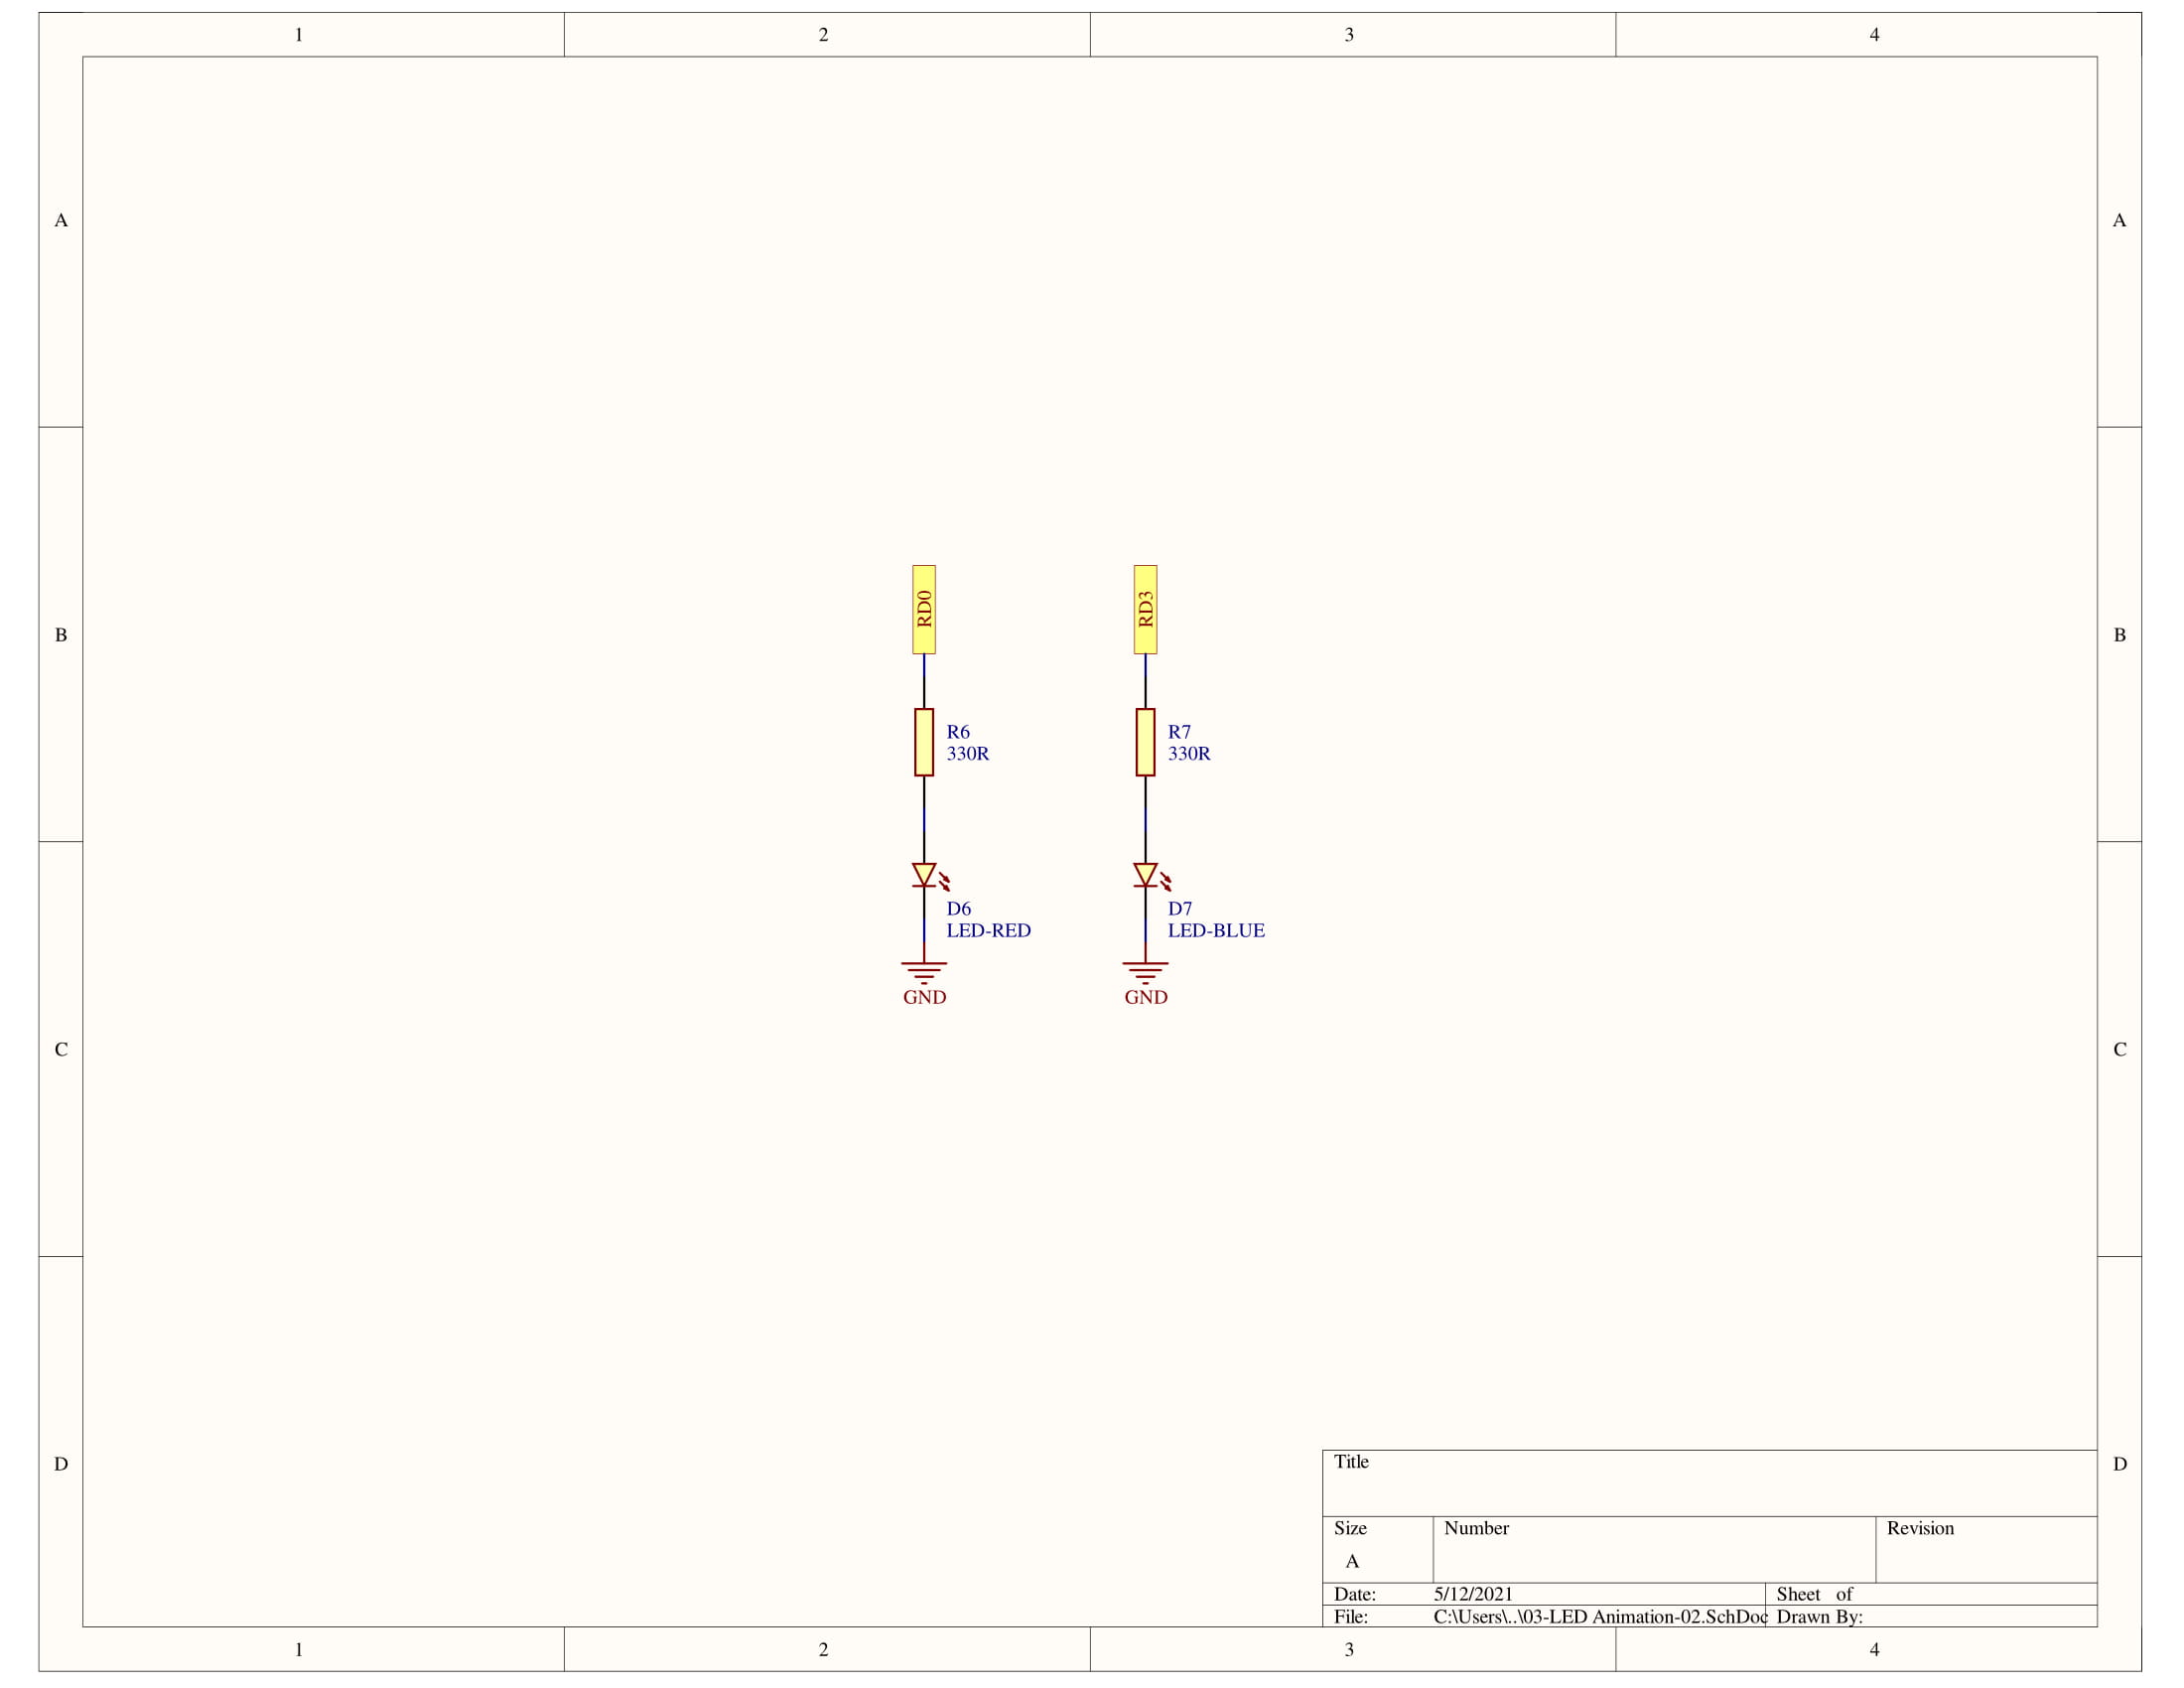 1 2 3 4
A A
B B
RD0 RD3
R6 R7
330R 330R
D6 D7
LED-RED LED-BLUE
GND GND
C C
D D
Title
Size Number Revision
A
Date: 5/12/2021 Sheet of
File: C:\Users\..\03-LED Animation-02.SchDoc Drawn By:
1 2 3 4